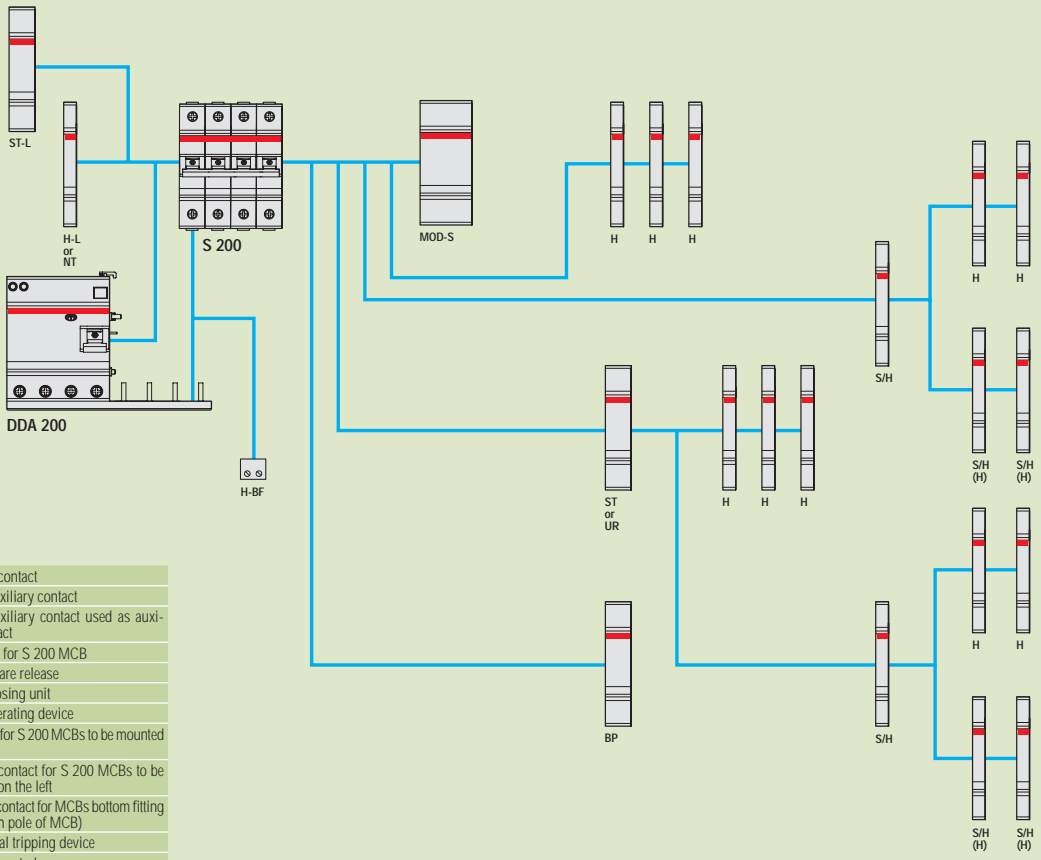 ST-L
H-L
or
NT
S 200
MOD-S
H
H
H
H
H
S/H
S/H
(H)
S/H
(H)
DDA 200
H-BF
ST
or
UR
H
H
H
BP
S/H
H
H
S/H
(H)
S/H
(H)
contact
xiliary contact
xiliary contact used as auxi-
act
for S 200 MCB
are release
osing unit
erating device
for S 200 MCBs to be mounted
contact for S 200 MCBs to be
on the left
contact for MCBs bottom fitting
h pole of MCB)
al tripping device